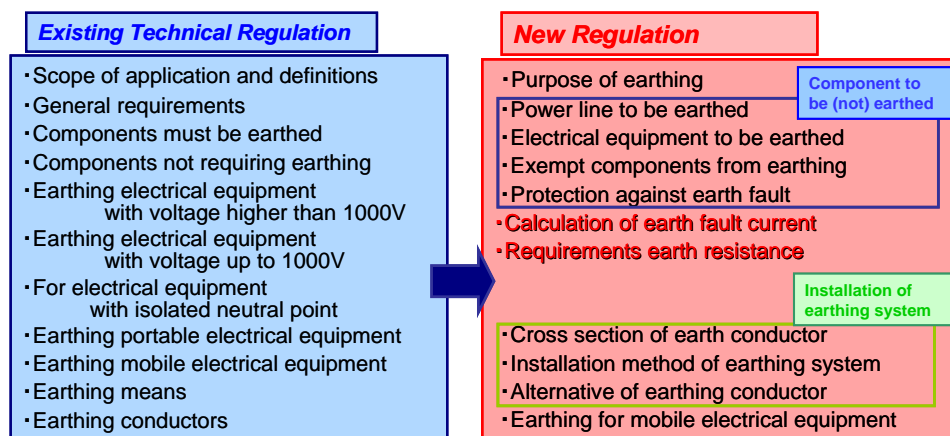 Existing Technical Regulation
・Scope of application and definitions
・General requirements
・Components must be earthed
・Components not requiring earthing
・Earthing electrical equipment
with voltage higher than 1000V
・Earthing electrical equipment
with voltage up to 1000V
・For electrical equipment
with isolated neutral point
・Earthing portable electrical equipment
・Earthing mobile electrical equipment
・Earthing means
・Earthing conductors
New Regulation
・Purpose of earthing
Component to
be (not) earthed
・Power line to be earthed
・Electrical equipment to be earthed
・Exempt components from earthing
・Protection against earth fault
・Calculation of earth fault current
・Requirements earth resistance
Installation of
earthing system
・Cross section of earth conductor
・Installation method of earthing system
・Alternative of earthing conductor
・Earthing for mobile electrical equipment